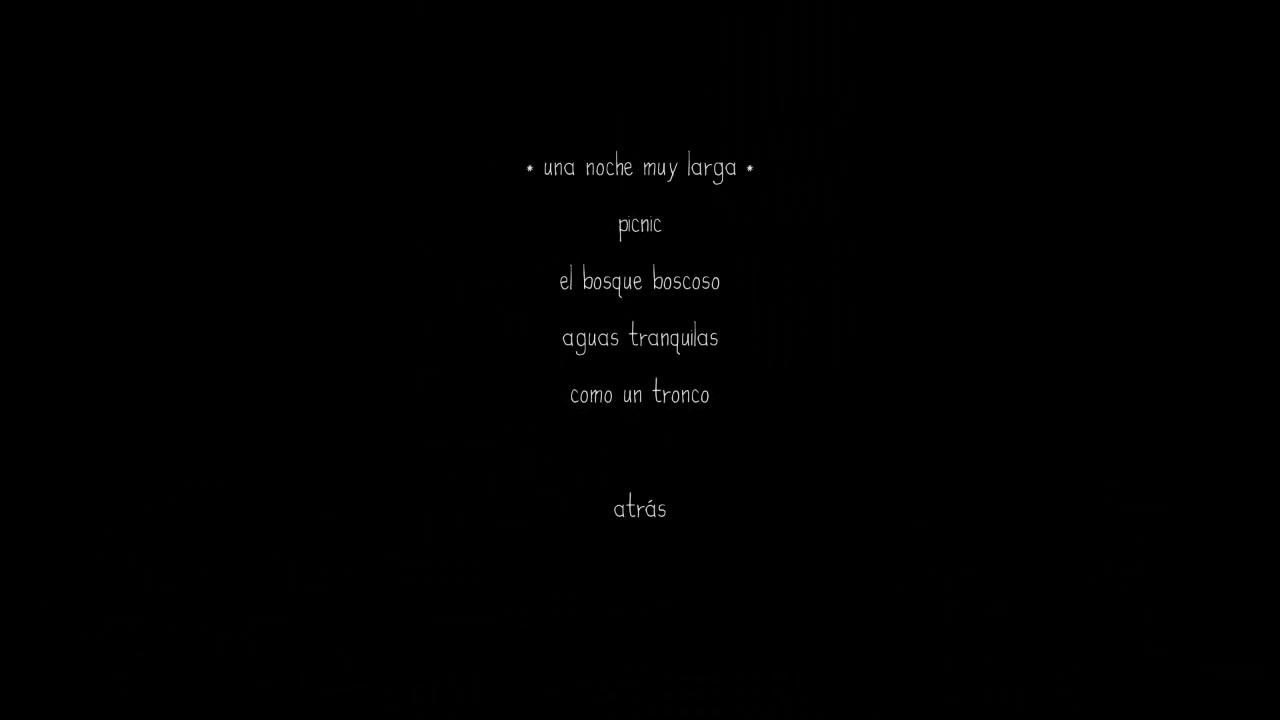 * una noche muy larga *
picnic
el bosque boscoso
aguas tranquilas
como un tronco
atrás